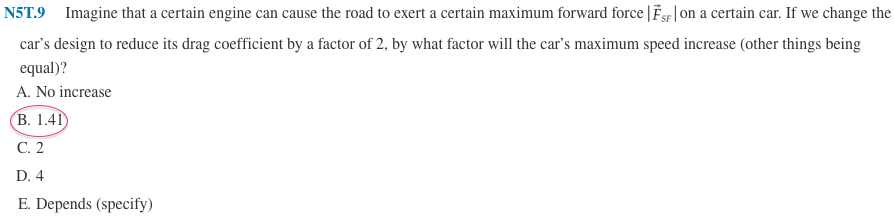 N5T.9 Imagine that a certain engine can cause the road to exert a certain maximum forward force |F⃗_SF| on a certain car. If we change the
car’s design to reduce its drag coefficient by a factor of 2, by what factor will the car’s maximum speed increase (other things being
equal)?
A. No increase
B. 1.41
C. 2
D. 4
E. Depends (specify)